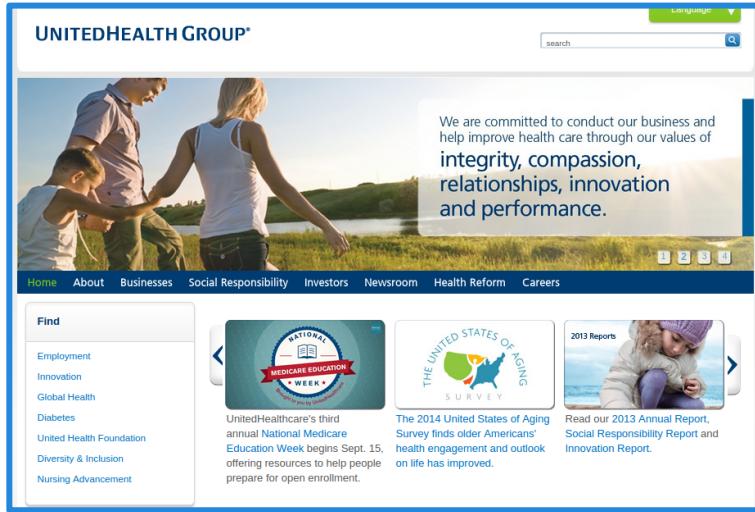 Language
UNITEDHEALTH GROUP®
search
We are committed to conduct our business and
help improve health care through our values of
integrity, compassion,
relationships, innovation
and performance.
1 2 3 4
Home About Businesses Social Responsibility Investors Newsroom Health Reform Careers
Find
Employment
Innovation
Global Health
Diabetes
United Health Foundation
Diversity & Inclusion
Nursing Advancement
NATIONAL
MEDICARE EDUCATION
WEEK
Brought to you by UnitedHealthcare
UnitedHealthcare's third
annual National Medicare
Education Week begins Sept. 15,
offering resources to help people
prepare for open enrollment.
THE UNITED STATES OF AGING
SURVEY
The 2014 United States of Aging
Survey finds older Americans'
health engagement and outlook
on life has improved.
2013 Reports
Read our 2013 Annual Report,
Social Responsibility Report and
Innovation Report.